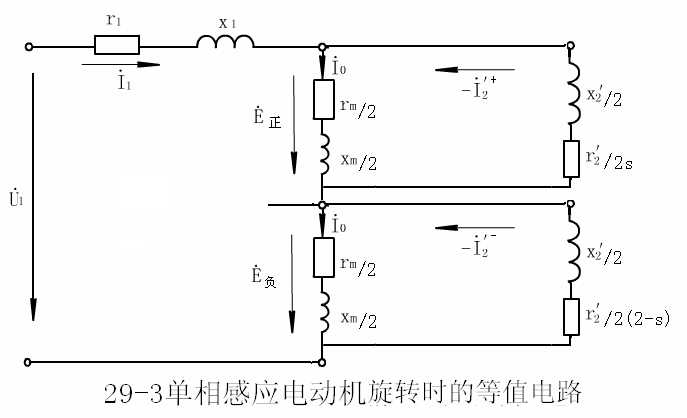 r₁
x₁
İ₁
U̇₁
İ₀
rₘ/2
xₘ/2
Ė正
-İ₂′⁺
x₂′/2
r₂′/2s
İ₀
rₘ/2
xₘ/2
Ė负
-İ₂′⁻
x₂′/2
r₂′/2(2-s)
29-3单相感应电动机旋转时的等值电路